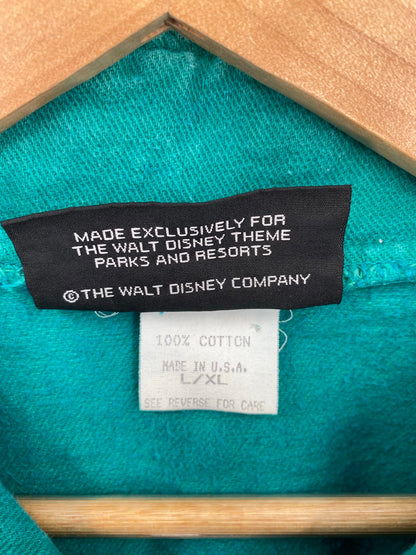 MADE EXCLUSIVELY FOR
THE WALT DISNEY THEME
PARKS AND RESORTS
© THE WALT DISNEY COMPANY
100% COTTON
MADE IN U.S.A.
L/XL
SEE REVERSE FOR CARE